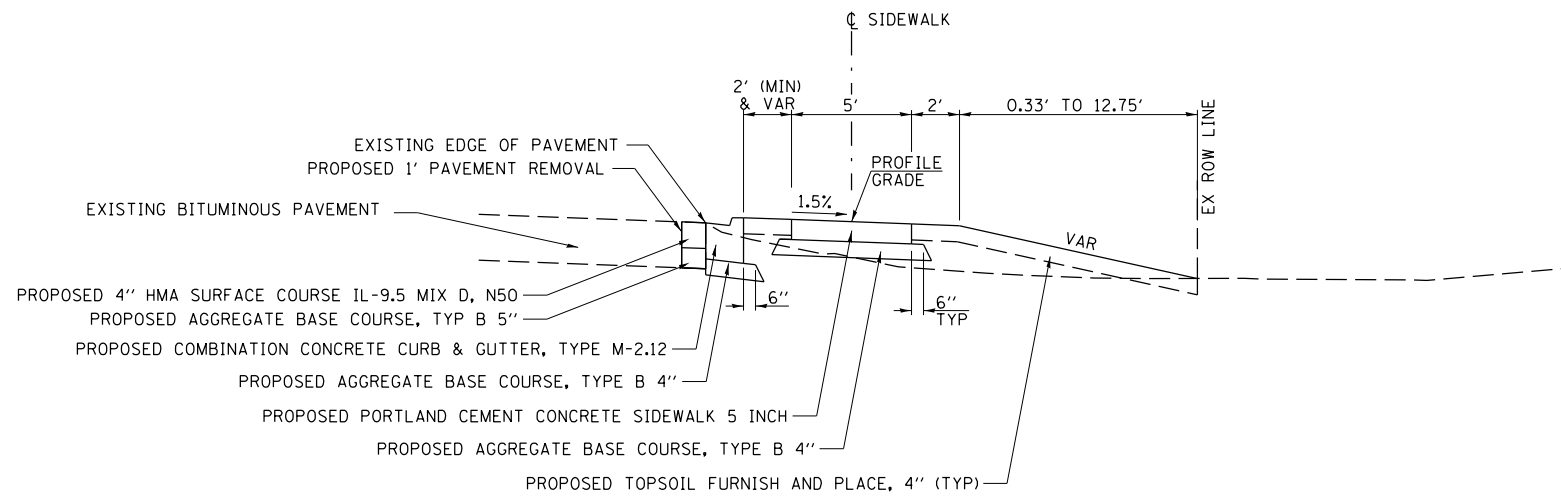 ℄ SIDEWALK
2' (MIN)
& VAR
5'
2'
0.33' TO 12.75'
EX ROW LINE
EXISTING EDGE OF PAVEMENT
PROPOSED 1' PAVEMENT REMOVAL
PROFILE
GRADE
EXISTING BITUMINOUS PAVEMENT
1.5%
VAR
PROPOSED 4'' HMA SURFACE COURSE IL-9.5 MIX D, N50
6''
6''
TYP
PROPOSED AGGREGATE BASE COURSE, TYP B 5''
PROPOSED COMBINATION CONCRETE CURB & GUTTER, TYPE M-2.12
PROPOSED AGGREGATE BASE COURSE, TYPE B 4''
PROPOSED PORTLAND CEMENT CONCRETE SIDEWALK 5 INCH
PROPOSED AGGREGATE BASE COURSE, TYPE B 4''
PROPOSED TOPSOIL FURNISH AND PLACE, 4'' (TYP)